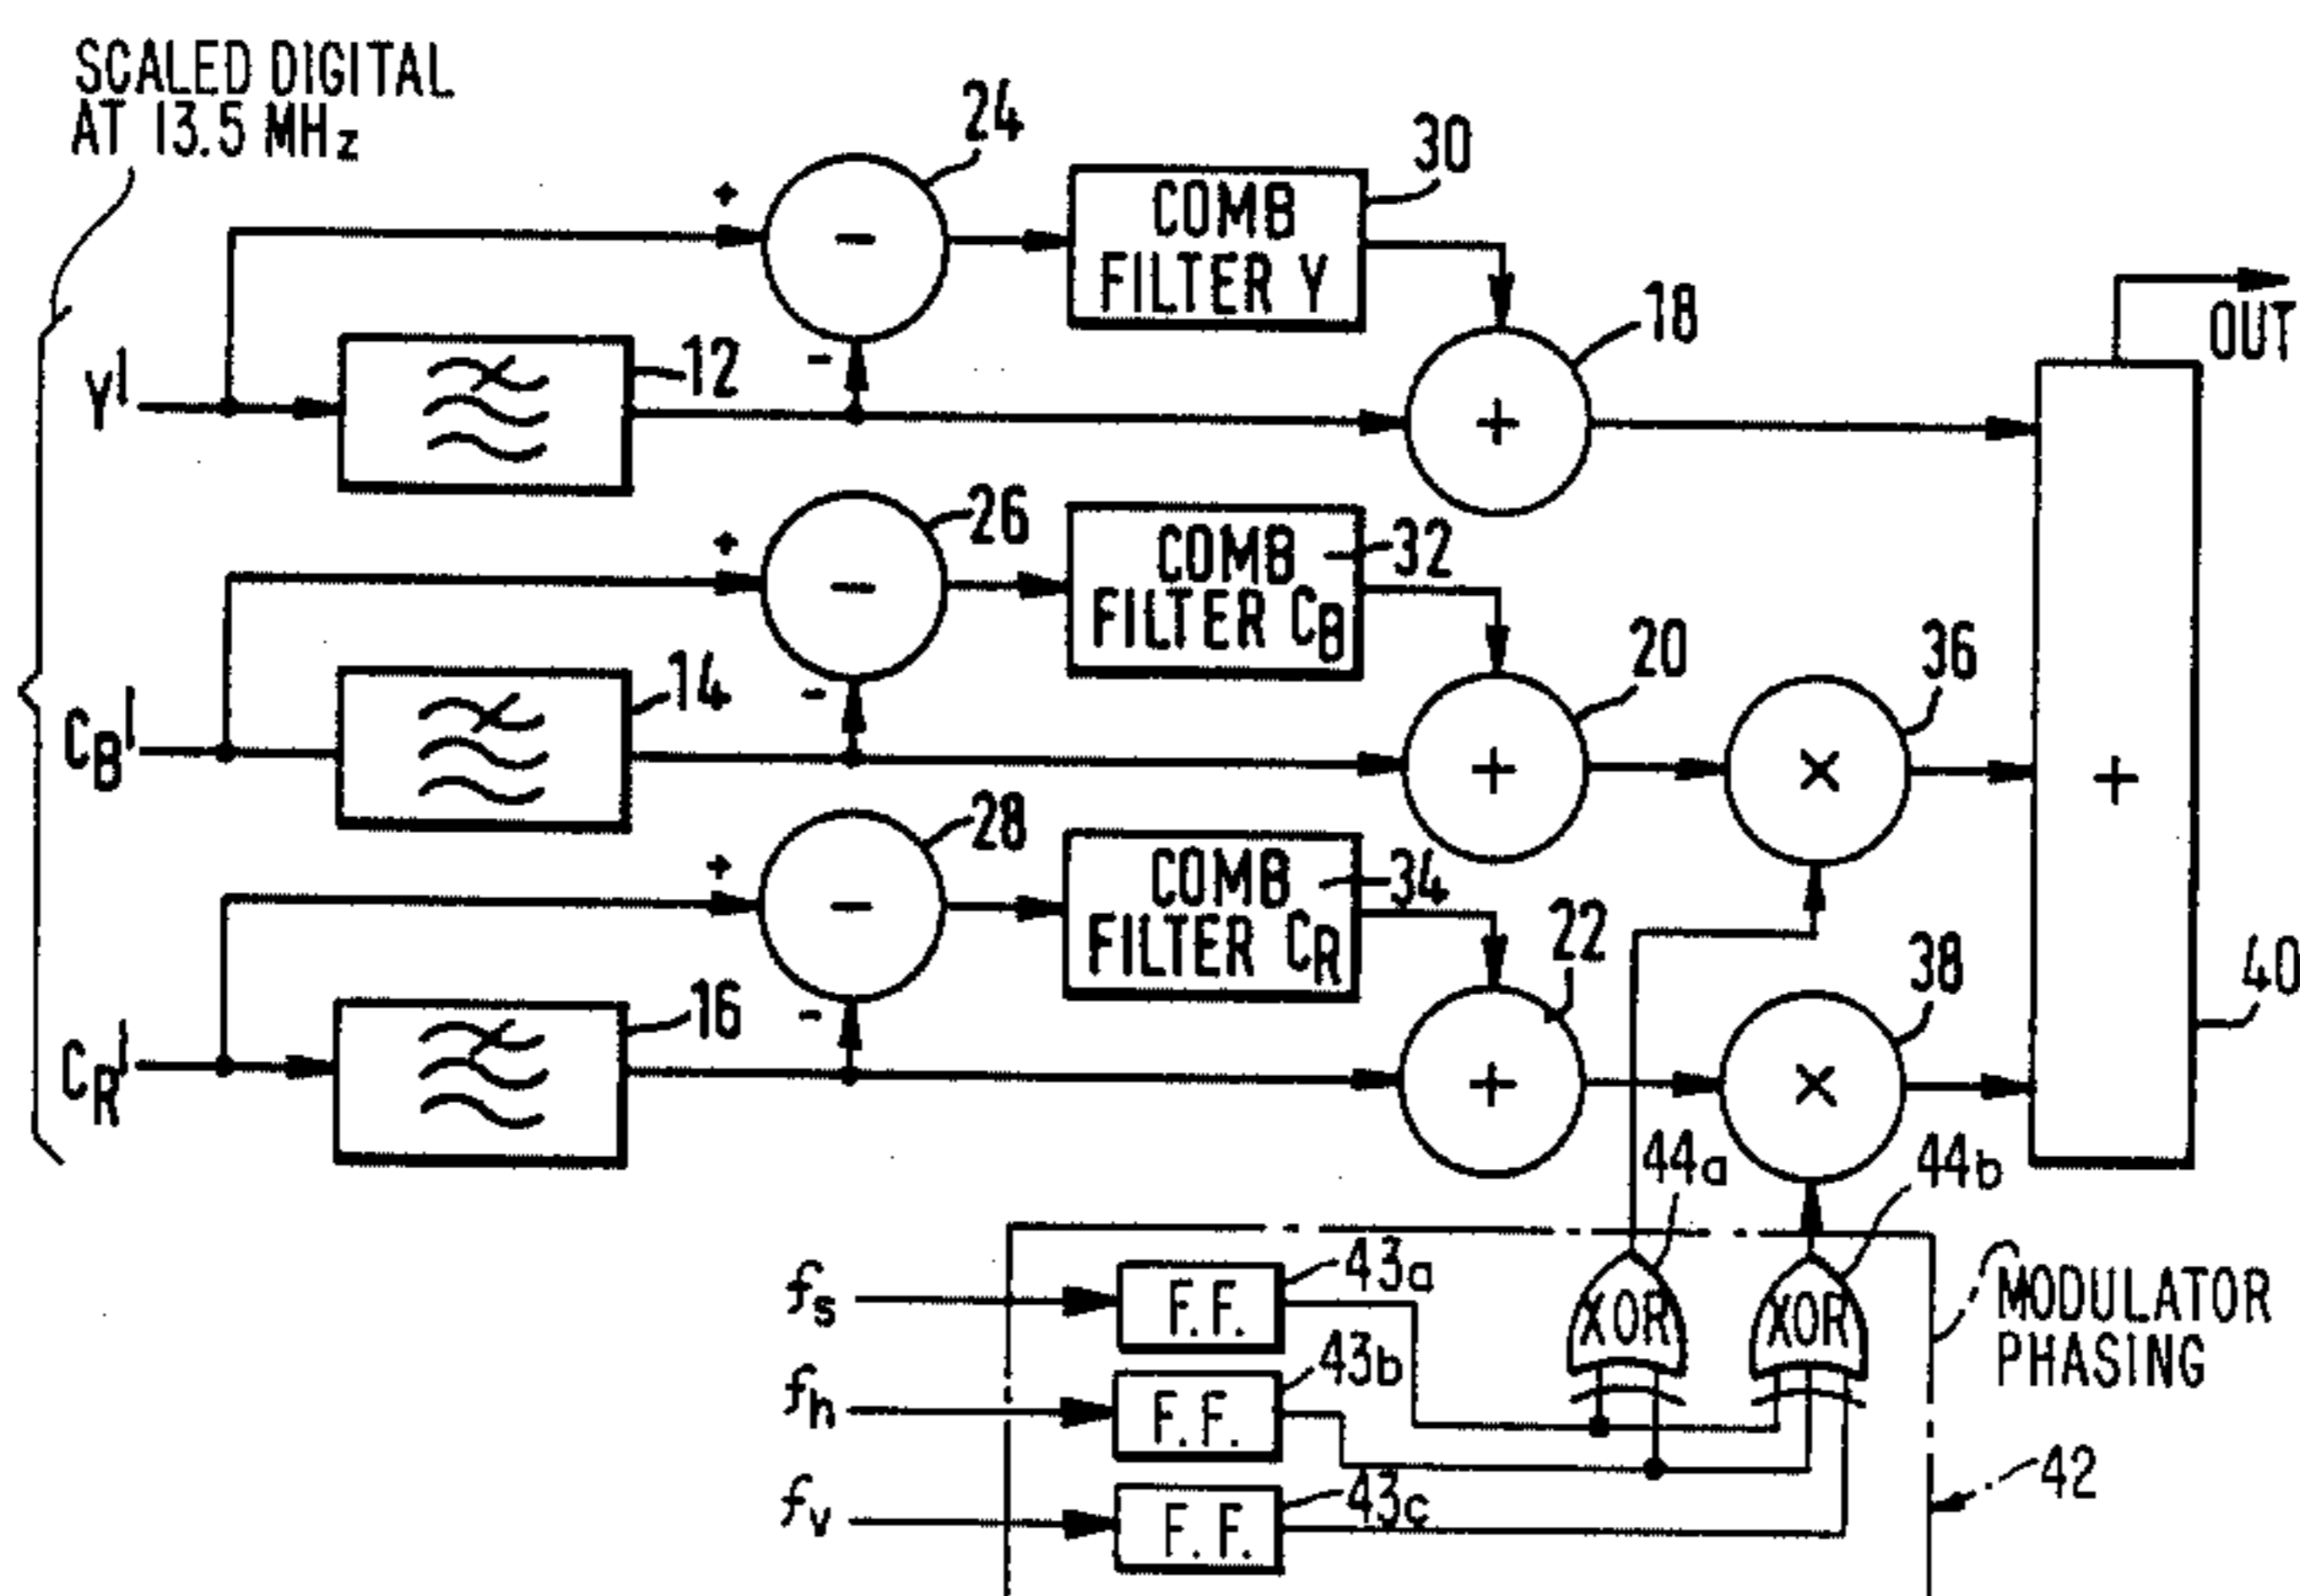 SCALED DIGITAL
AT 13.5 MHz
24
+
−
COMB
FILTER Y
30
18
OUT
Y'
12
-
+
26
+
−
COMB
FILTER CB
32
20
36
CB'
14
-
+
×
+
28
+
−
COMB
FILTER CR
34
22
38
40
CR'
16
-
+
×
44a
44b
fs
F.F.
43a
XOR
XOR
MODULATOR
PHASING
fh
F.F.
43b
fv
F.F.
43c
42